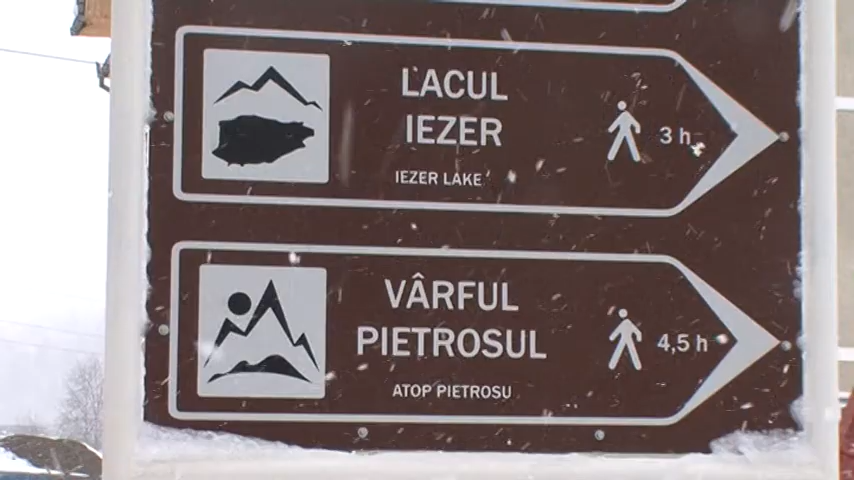 LACUL
IEZER
IEZER LAKE
3 h
VÂRFUL
PIETROSUL
ATOP PIETROSU
4,5 h